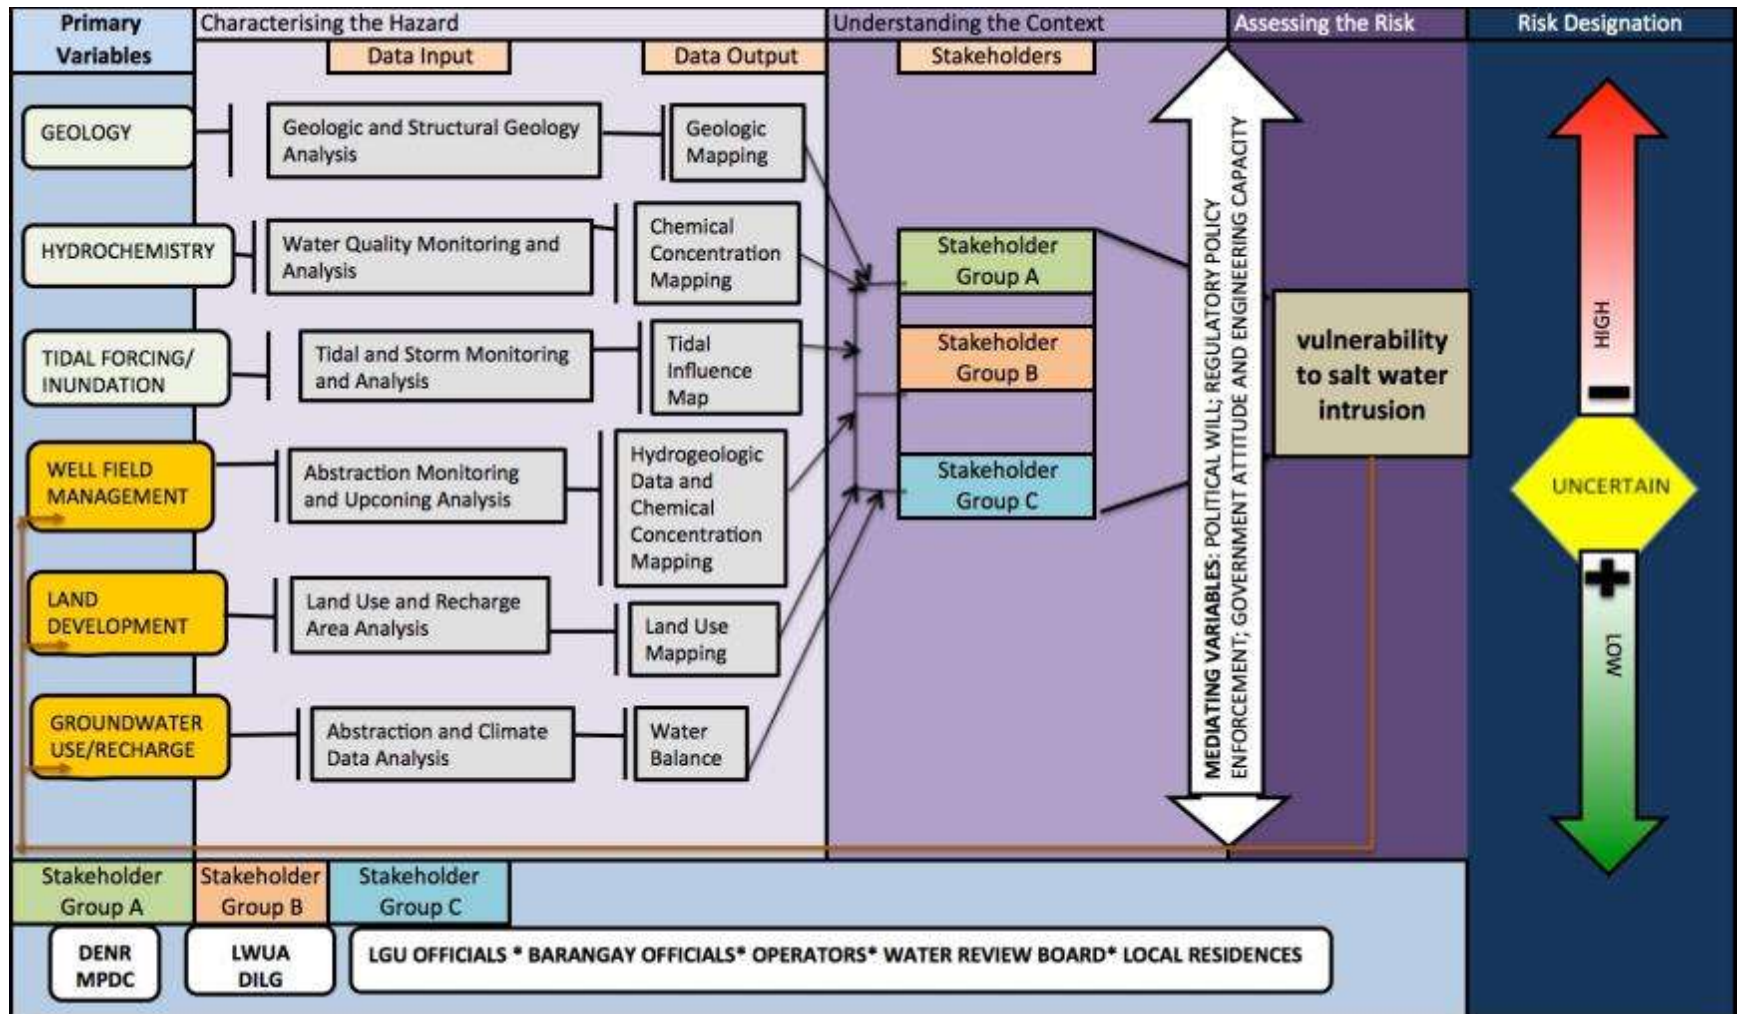 Primary
Variables
Characterising the Hazard
Understanding the Context
Assessing the Risk
Risk Designation
Data Input
Data Output
Stakeholders
GEOLOGY
Geologic and Structural Geology
Analysis
Geologic
Mapping
HYDROCHEMISTRY
Water Quality Monitoring and
Analysis
Chemical
Concentration
Mapping
TIDAL FORCING/
INUNDATION
Tidal and Storm Monitoring
and Analysis
Tidal
Influence
Map
WELL FIELD
MANAGEMENT
Abstraction Monitoring
and Upconing Analysis
Hydrogeologic
Data and
Chemical
Concentration
Mapping
LAND
DEVELOPMENT
Land Use and Recharge
Area Analysis
Land Use
Mapping
GROUNDWATER
USE/RECHARGE
Abstraction and Climate
Data Analysis
Water
Balance
Stakeholder
Group A
Stakeholder
Group B
Stakeholder
Group C
MEDIATING VARIABLES: POLITICAL WILL; REGULATORY POLICY
ENFORCEMENT; GOVERNMENT ATTITUDE AND ENGINEERING CAPACITY
vulnerability
to salt water
intrusion
HIGH
−
UNCERTAIN
+
LOW
Stakeholder
Group A
Stakeholder
Group B
Stakeholder
Group C
DENR
MPDC
LWUA
DILG
LGU OFFICIALS * BARANGAY OFFICIALS* OPERATORS* WATER REVIEW BOARD* LOCAL RESIDENCES